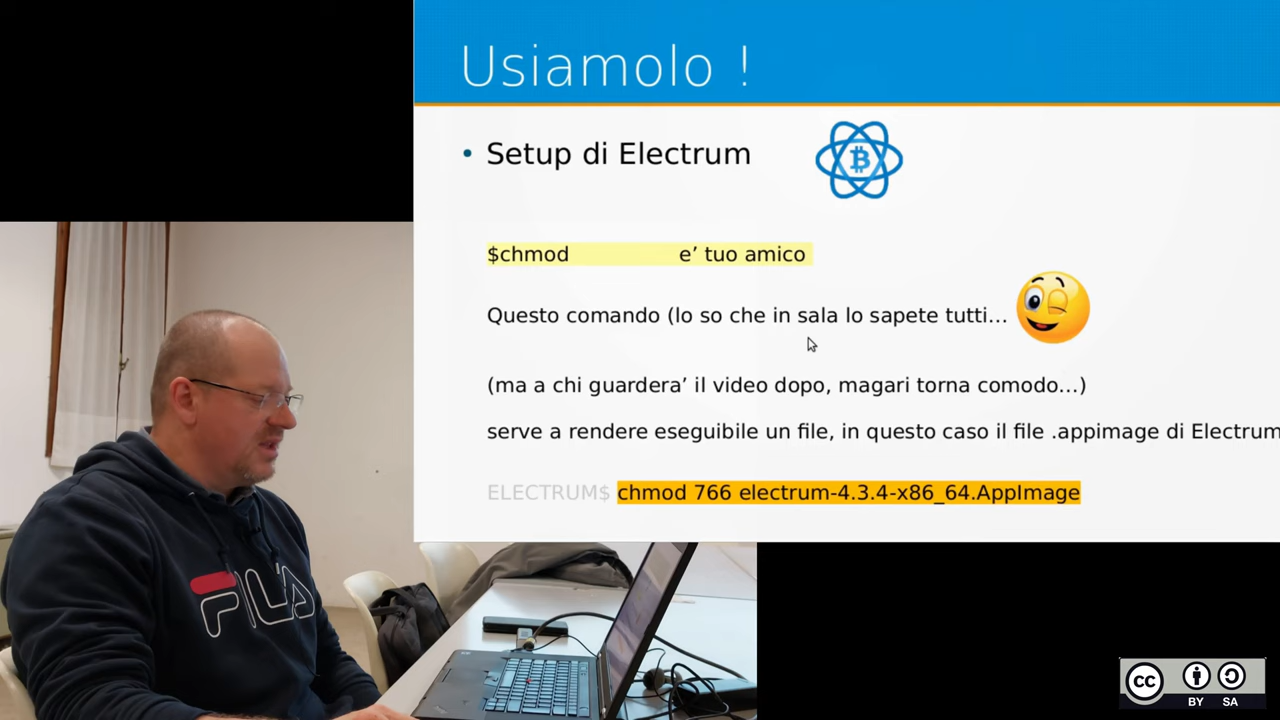 Usiamolo !
• Setup di Electrum
$chmod e’ tuo amico
Questo comando (lo so che in sala lo sapete tutti...
(ma a chi guardera’ il video dopo, magari torna comodo...)
serve a rendere eseguibile un file, in questo caso il file .appimage di Electrum
ELECTRUM$ chmod 766 electrum-4.3.4-x86_64.AppImage
FILA
cc
BY SA